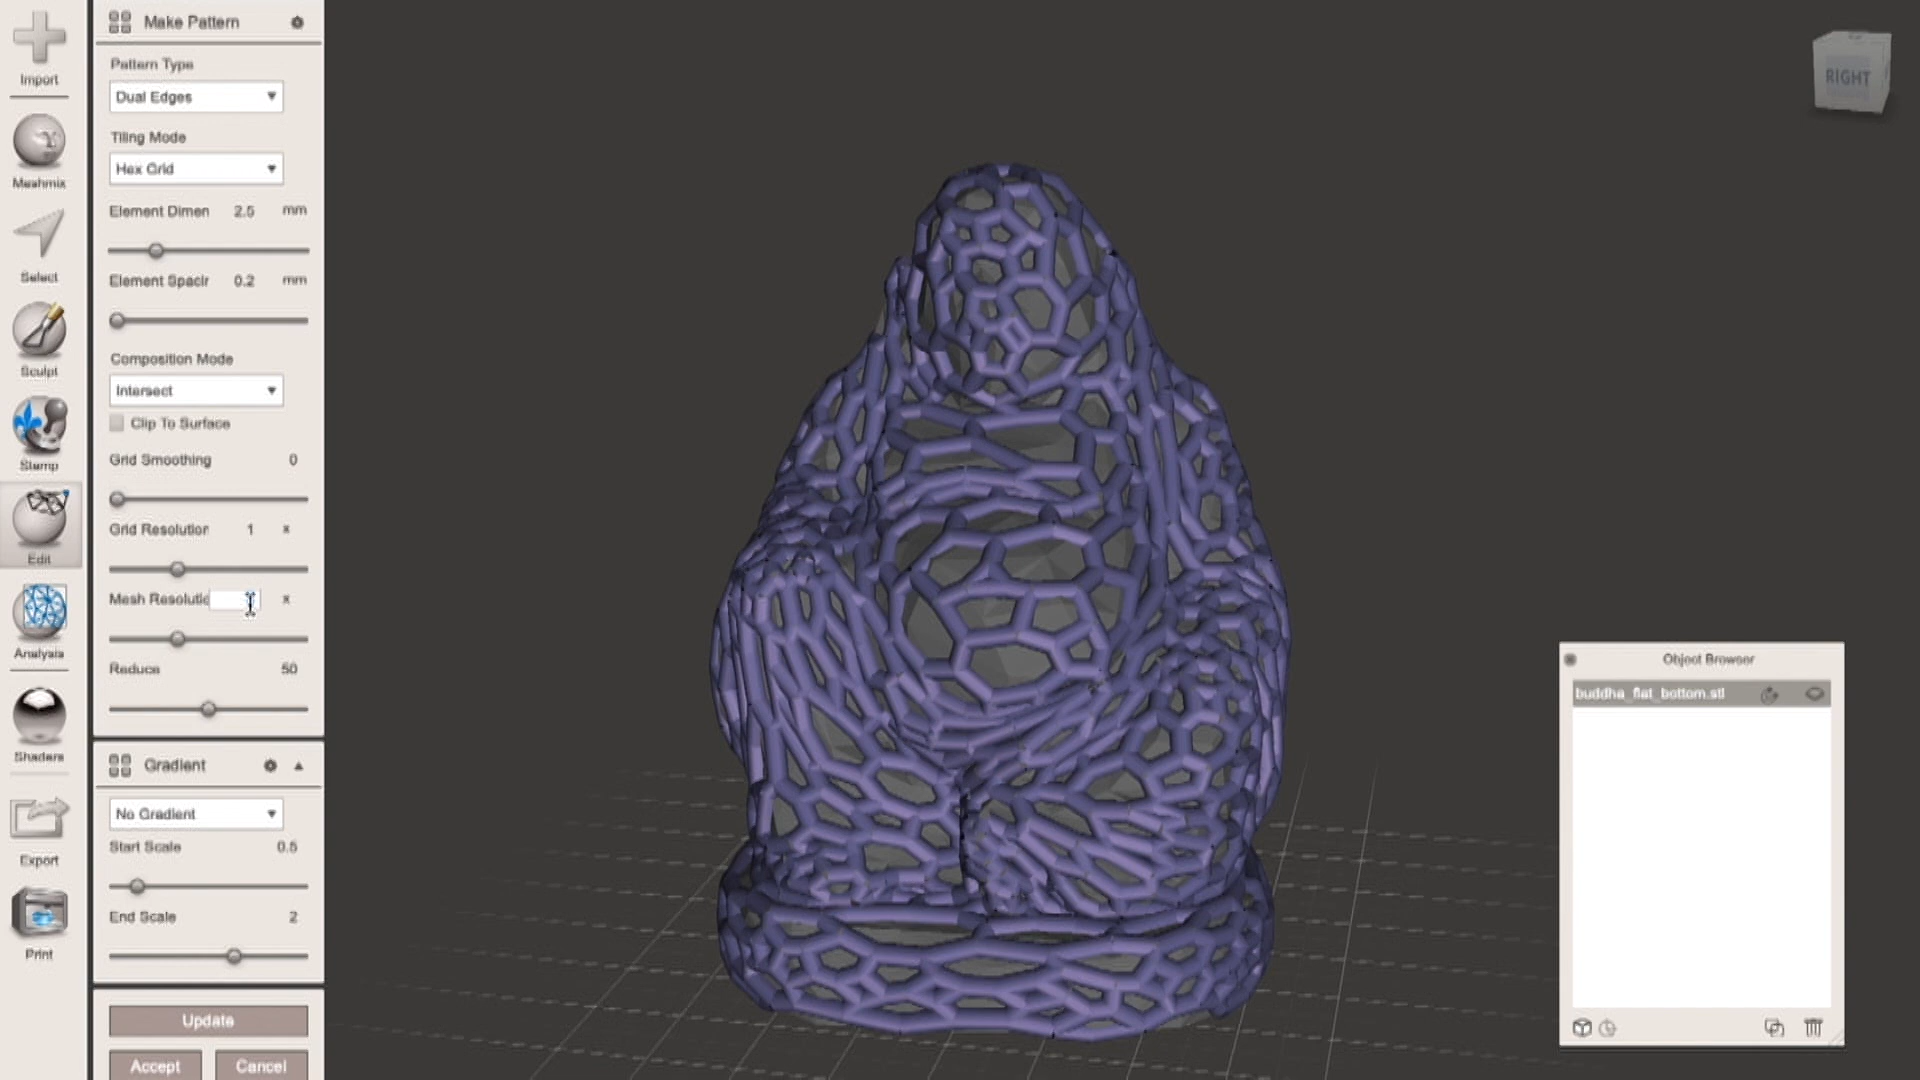 Import
Meshmix
Select
Sculpt
Stamp
Edit
Analysis
Shaders
Export
Print
Make Pattern
Pattern Type
Dual Edges
Tiling Mode
Hex Grid
Element Dimen 2.5 mm
Element Spacir 0.2 mm
Composition Mode
Intersect
Clip To Surface
Grid Smoothing 0
Grid Resolutior 1 x
Mesh Resolutic x
Reduce 50
Gradient
No Gradient
Start Scale 0.5
End Scale 2
Update
Accept Cancel
RIGHT
Object Browser
buddha_flat_bottom.stl